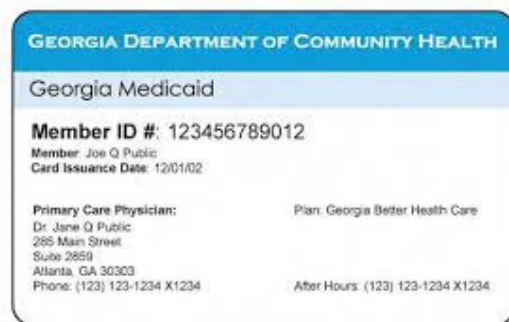 GEORGIA DEPARTMENT OF COMMUNITY HEALTH
Georgia Medicaid
Member ID #: 123456789012
Member: Joe Q Public
Card Issuance Date: 12/01/02
Primary Care Physician:
Dr. Jane Q Public
285 Main Street
Suite 2859
Atlanta, GA 30303
Phone: (123) 123-1234 X1234
Plan: Georgia Better Health Care
After Hours: (123) 123-1234 X1234